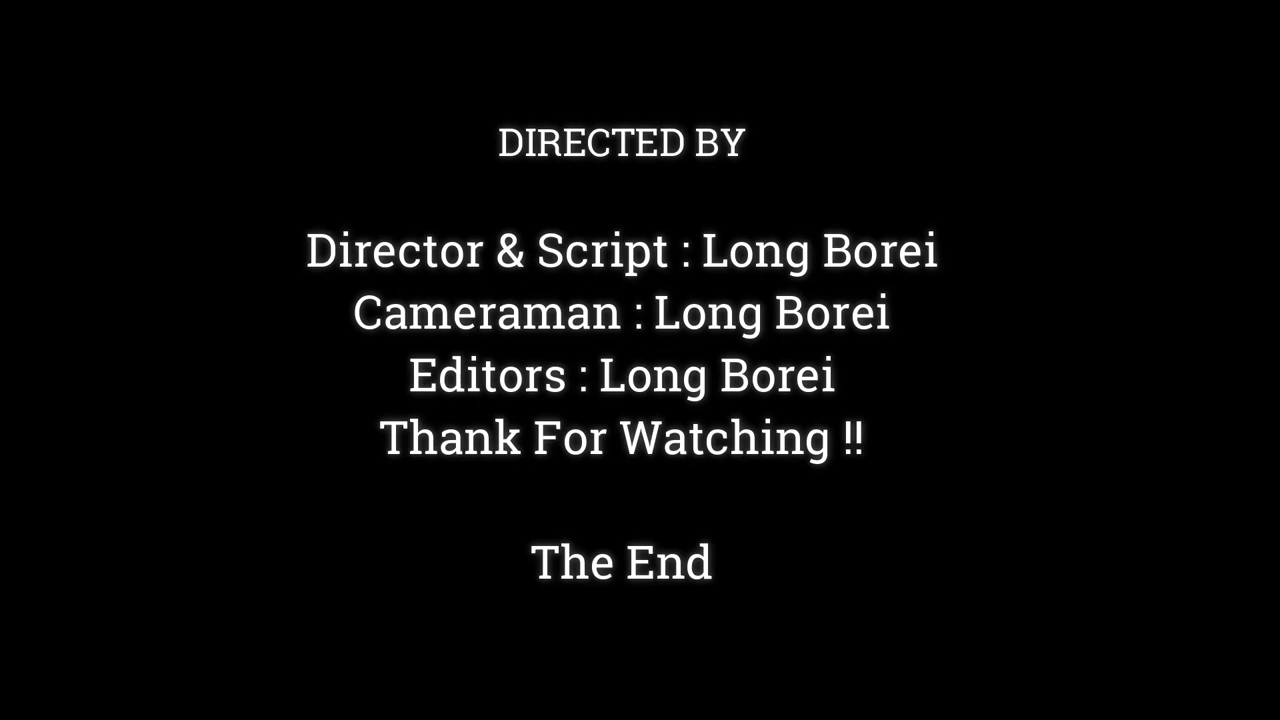 DIRECTED BY
Director & Script : Long Borei
Cameraman : Long Borei
Editors : Long Borei
Thank For Watching !!
The End